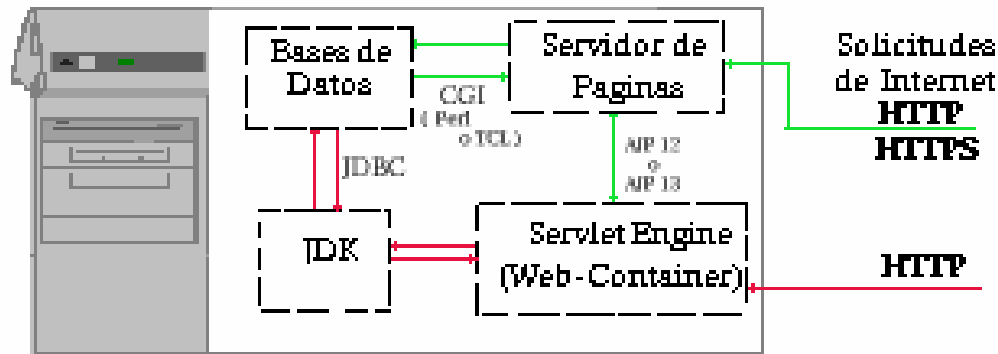 Bases de
Datos
Servidor de
Paginas
CGI
( Perl
o TCL )
Solicitudes
de Internet
HTTP
HTTPS
AJP 12
o
AJP 13
JDBC
JDK
Servlet Engine
(Web-Container)
HTTP